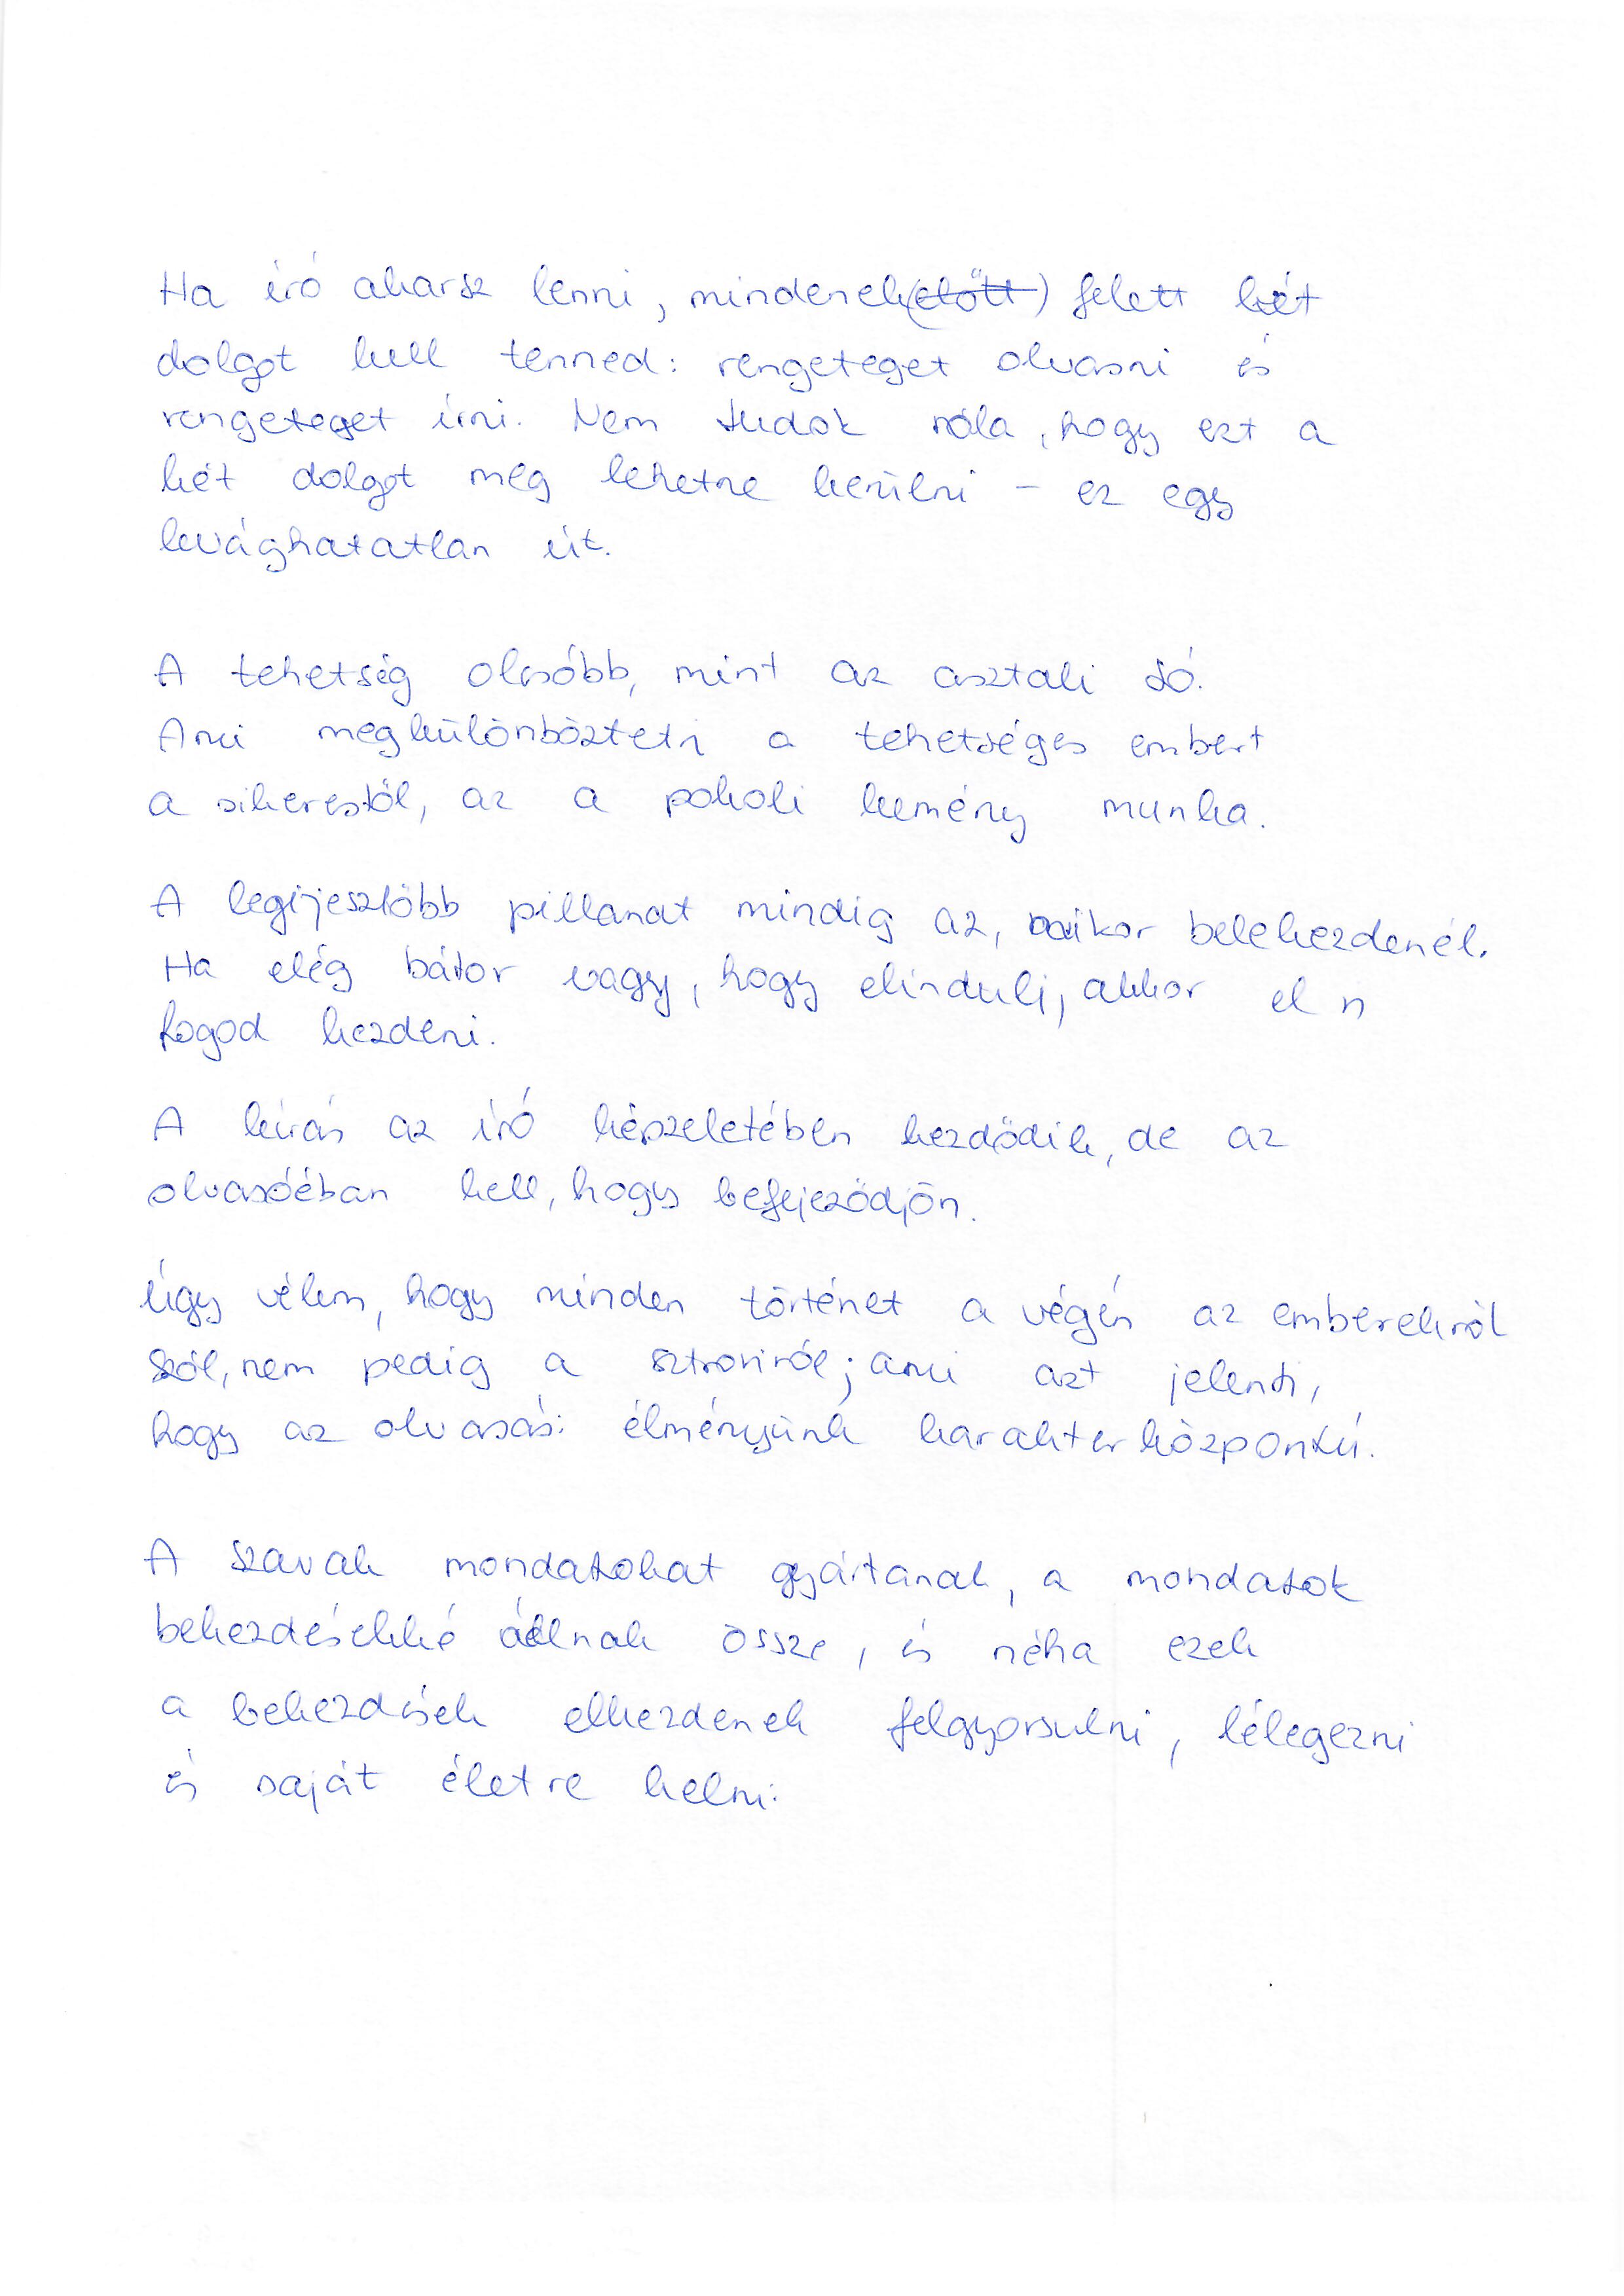 Ha író akarsz lenni, mindenek(előtt) felett két
dolgot kell tenned: rengeteget olvasni és
rengeteget írni. Nem tudok róla, hogy ezt a
két dolgot meg lehetne kerülni – ez egy
levághatatlan út.
A tehetség olcsóbb, mint az asztali só.
Ami megkülönbözteti a tehetséges embert
a sikerestől, az a pokoli kemény munka.
A legijesztőbb pillanat mindig az, mikor belekezdenél.
Ha elég bátor vagy, hogy elindulj, akkor el is
fogod kezdeni.
A leírás az író képzeletében kezdődik, de az
olvasóéban kell, hogy befejeződjön.
Úgy vélem, hogy minden történet a végén az emberekről
szól, nem pedig a sztoriról; ami azt jelenti,
hogy az olvasási élményünk karakterközpontú.
A szavak mondatokat gyártanak, a mondatok
bekezdésekké állnak össze, és néha ezek
a bekezdések elkezdenek felgyorsulni, lélegezni
és saját életre kelni.